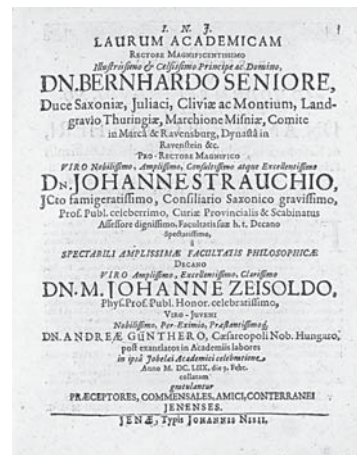 I. N. J.
LAURUM ACADEMICAM
RECTORE MAGNIFICENTISSIMO
Illustrissimo & Celsissimo Principe ac Domino,
DN. BERNHARDO SENIORE,
Duce Saxoniæ, Juliaci, Cliviæ ac Montium, Land-
gravio Thuringiæ, Marchione Misniæ, Comite
in Marca & Ravensburg, Dynasta in
Ravenstein &c.
PRO-RECTORE MAGNIFICO
VIRO Nobilissimo, Amplissimo, Consultissimo atque Excellentissimo
DN. JOHANNE STRAUCHIO,
JCto famigeratissimo, Consiliario Saxonico gravissimo,
Prof. Publ. celeberrimo, Curiæ Provincialis & Scabinatus
Assessore dignissimo, Facultatis suæ h. t. Decano
Spectatissimo,
â
SPECTABILI AMPLISSIMÆ FACULTATIS PHILOSOPHICÆ
DECANO
VIRO Amplissimo, Excellentissimo, Clarissimo
DN. M. JOHANNE ZEISOLDO,
Phys. Prof. Publ. Honor. celebratissimo,
VIRO-JUVENI
Nobilissimo, Per-Eximio, Præstantissimoq́;
DN. ANDREÆ GÜNTHERO, Cæsareopoli Nob. Hungaro,
post exantlatos in Academiis labores
in ipsâ Jobelæi Academici celebratione
Anno M. DC. LIIX. die 9. Febr.
collatam
gratulantur
PRÆCEPTORES, COMMENSALES, AMICI, CONTERRANEI
JENENSES.
JENÆ, Typis JOHANNIS NISII.